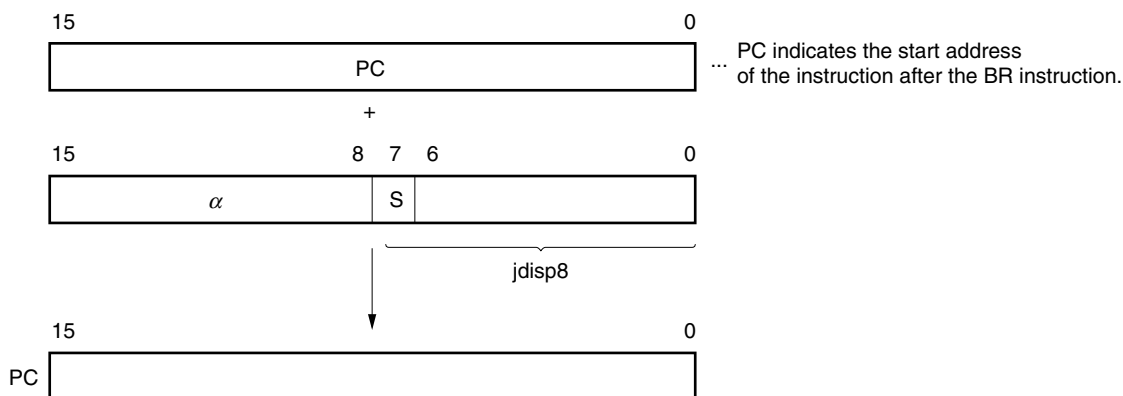 15 0
PC ... PC indicates the start address
of the instruction after the BR instruction.
+
15 8 7 6 0
α S
jdisp8
15 0
PC